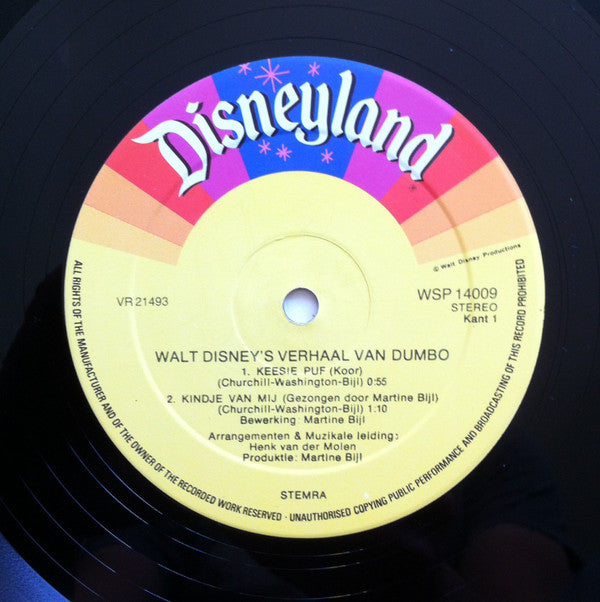 Disneyland
®
© Walt Disney Productions
VR 21493
WSP 14009
STEREO
Kant 1
WALT DISNEY'S VERHAAL VAN DUMBO
1. KEESIE PUF (Koor)
(Churchill-Washington-Bijl) 0:55
2. KINDJE VAN MIJ (Gezongen door Martine Bijl)
(Churchill-Washington-Bijl) 1:10
Bewerking: Martine Bijl
Arrangementen & Muzikale leiding:
Henk van der Molen
Produktie: Martine Bijl
STEMRA
ALL RIGHTS OF THE MANUFACTURER AND OF THE OWNER OF THE RECORDED WORK RESERVED · UNAUTHORISED COPYING PUBLIC PERFORMANCE AND BROADCASTING OF THIS RECORD PROHIBITED